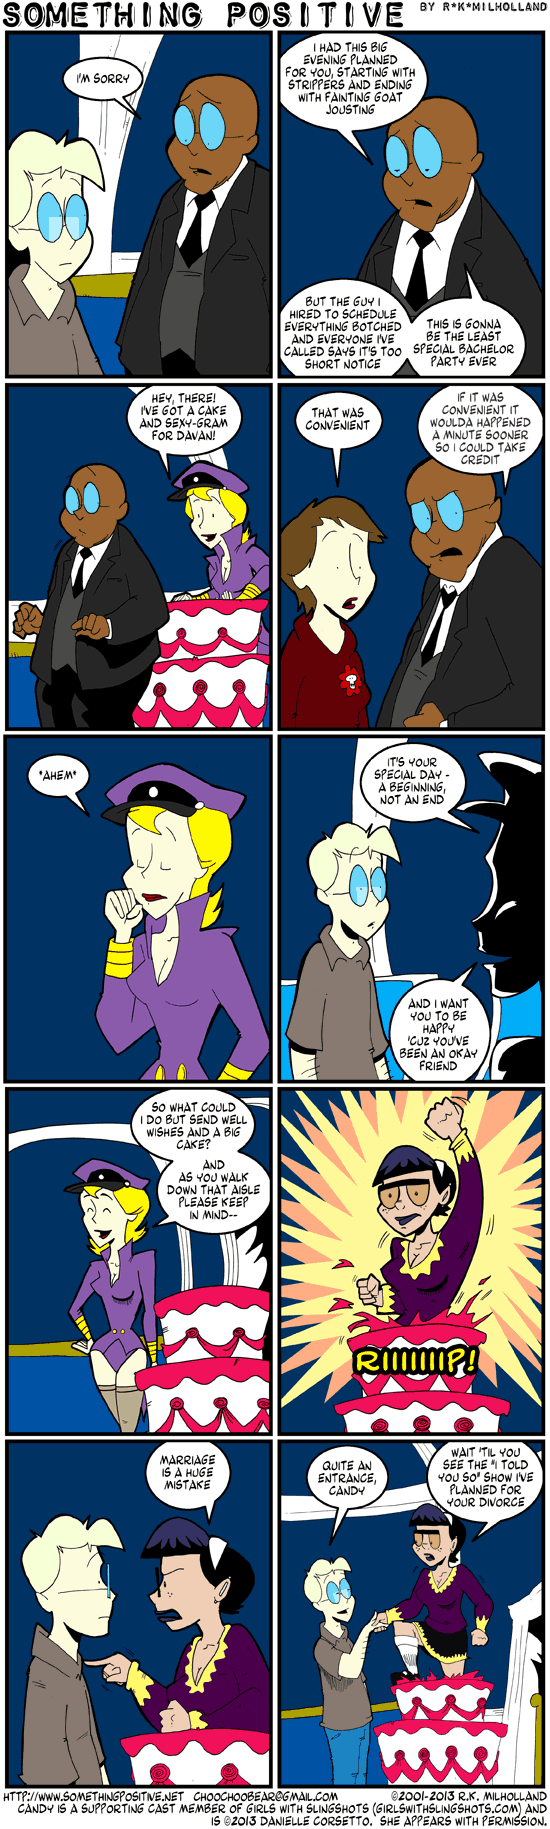 SOMETHING POSITIVE BY R*K*MILHOLLAND
I'M SORRY
I HAD THIS BIG
EVENING PLANNED
FOR YOU, STARTING WITH
STRIPPERS AND ENDING
WITH FAINTING GOAT
JOUSTING
BUT THE GUY I
HIRED TO SCHEDULE
EVERYTHING BOTCHED
AND EVERYONE I'VE
CALLED SAYS IT'S TOO
SHORT NOTICE
THIS IS GONNA
BE THE LEAST
SPECIAL BACHELOR
PARTY EVER
HEY, THERE!
I'VE GOT A CAKE
AND SEXY-GRAM
FOR DAVAN!
THAT WAS
CONVENIENT
IF IT WAS
CONVENIENT IT
WOULDA HAPPENED
A MINUTE SOONER
SO I COULD TAKE
CREDIT
*AHEM*
IT'S YOUR
SPECIAL DAY -
A BEGINNING,
NOT AN END
AND I WANT
YOU TO BE
HAPPY
'CUZ YOU'VE
BEEN AN OKAY
FRIEND
SO WHAT COULD
I DO BUT SEND WELL
WISHES AND A BIG
CAKE?
AND
AS YOU WALK
DOWN THAT AISLE
PLEASE KEEP
IN MIND--
RIIIIIIIP!
MARRIAGE
IS A HUGE
MISTAKE
QUITE AN
ENTRANCE,
CANDY
WAIT 'TIL YOU
SEE THE "I TOLD
YOU SO" SHOW I'VE
PLANNED FOR
YOUR DIVORCE
HTTP://WWW.SOMETHINGPOSITIVE.NET CHOOCHOOBEAR@GMAIL.COM ©2001-2013 R.K. MILHOLLAND
CANDY IS A SUPPORTING CAST MEMBER OF GIRLS WITH SLINGSHOTS (GIRLSWITHSLINGSHOTS.COM) AND
IS ©2013 DANIELLE CORSETTO. SHE APPEARS WITH PERMISSION.